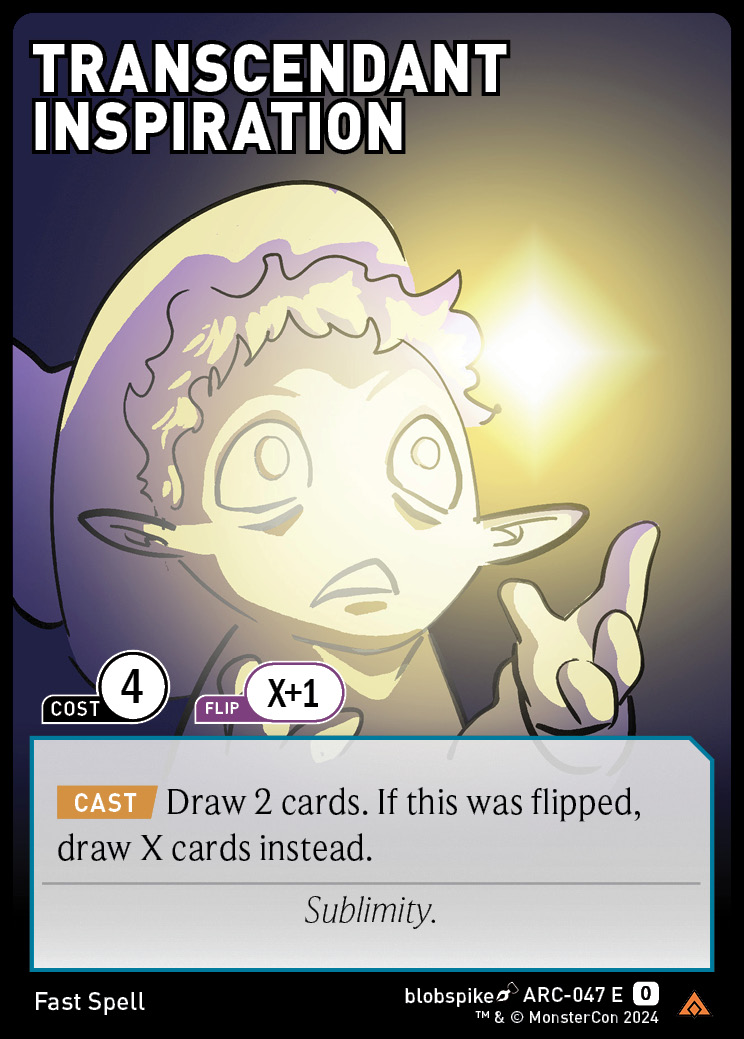 TRANSCENDANT
INSPIRATION
COST 4 FLIP X+1
CAST Draw 2 cards. If this was flipped,
draw X cards instead.
Sublimity.
Fast Spell blobspike ARC-047 E 0
™ & © MonsterCon 2024